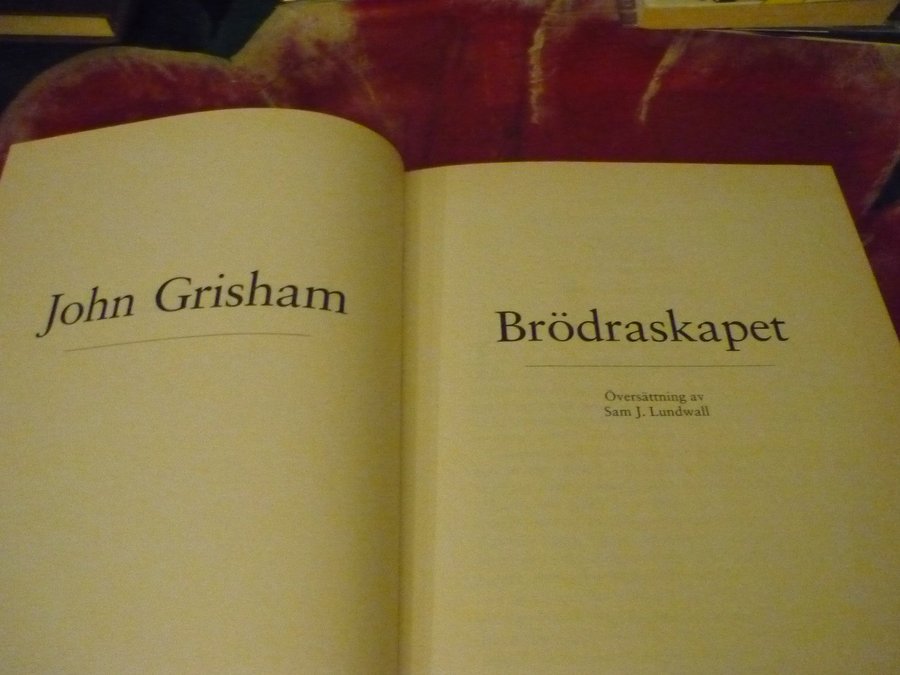 John Grisham
Brödraskapet
Översättning av
Sam J. Lundwall